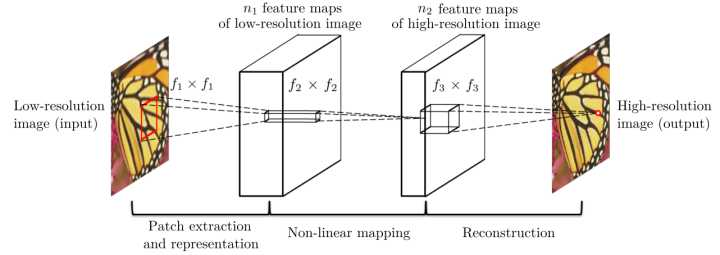 n₁ feature maps
of low-resolution image
n₂ feature maps
of high-resolution image
f₁ × f₁
f₂ × f₂
f₃ × f₃
Low-resolution
image (input)
High-resolution
image (output)
Patch extraction
and representation
Non-linear mapping
Reconstruction